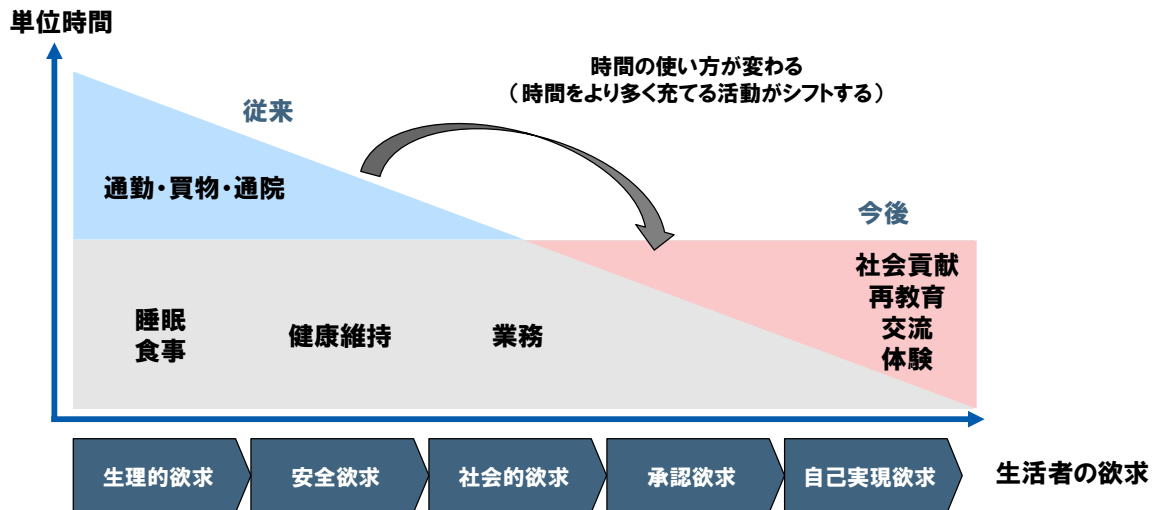 単位時間
時間の使い方が変わる
（時間をより多く充てる活動がシフトする）
従来
通勤・買物・通院
今後
社会貢献
再教育
交流
体験
睡眠
食事
健康維持
業務
生理的欲求
安全欲求
社会的欲求
承認欲求
自己実現欲求
生活者の欲求